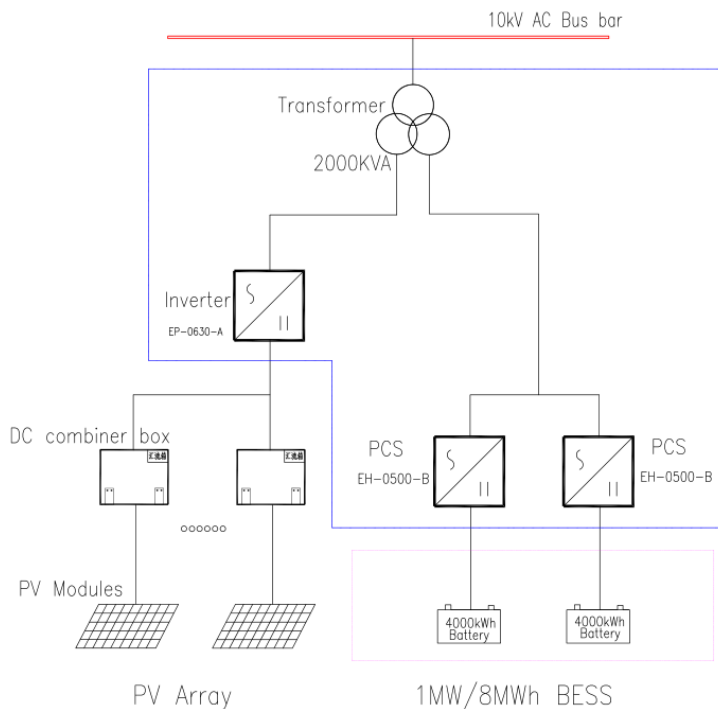 10kV AC Bus bar
Transformer
2000KVA
Inverter
EP-0630-A
DC combiner box
汇流箱
汇流箱
PCS
EH-0500-B
PCS
EH-0500-B
PV Modules
4000kWh
Battery
4000kWh
Battery
PV Array
1MW/8MWh BESS